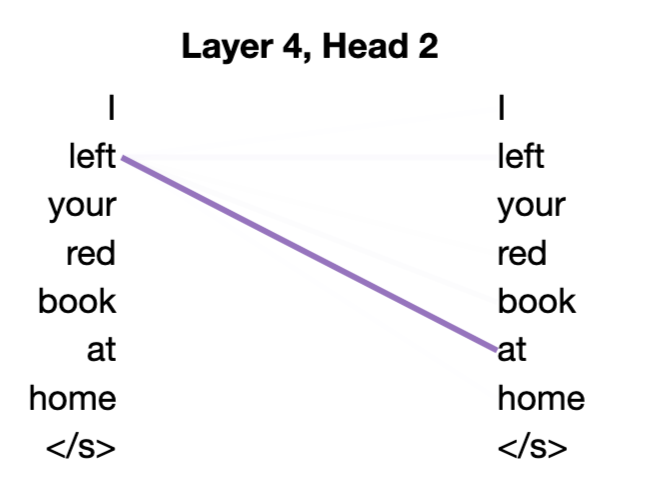 Layer 4, Head 2
I I
left left
your your
red red
book book
at at
home home
</s> </s>